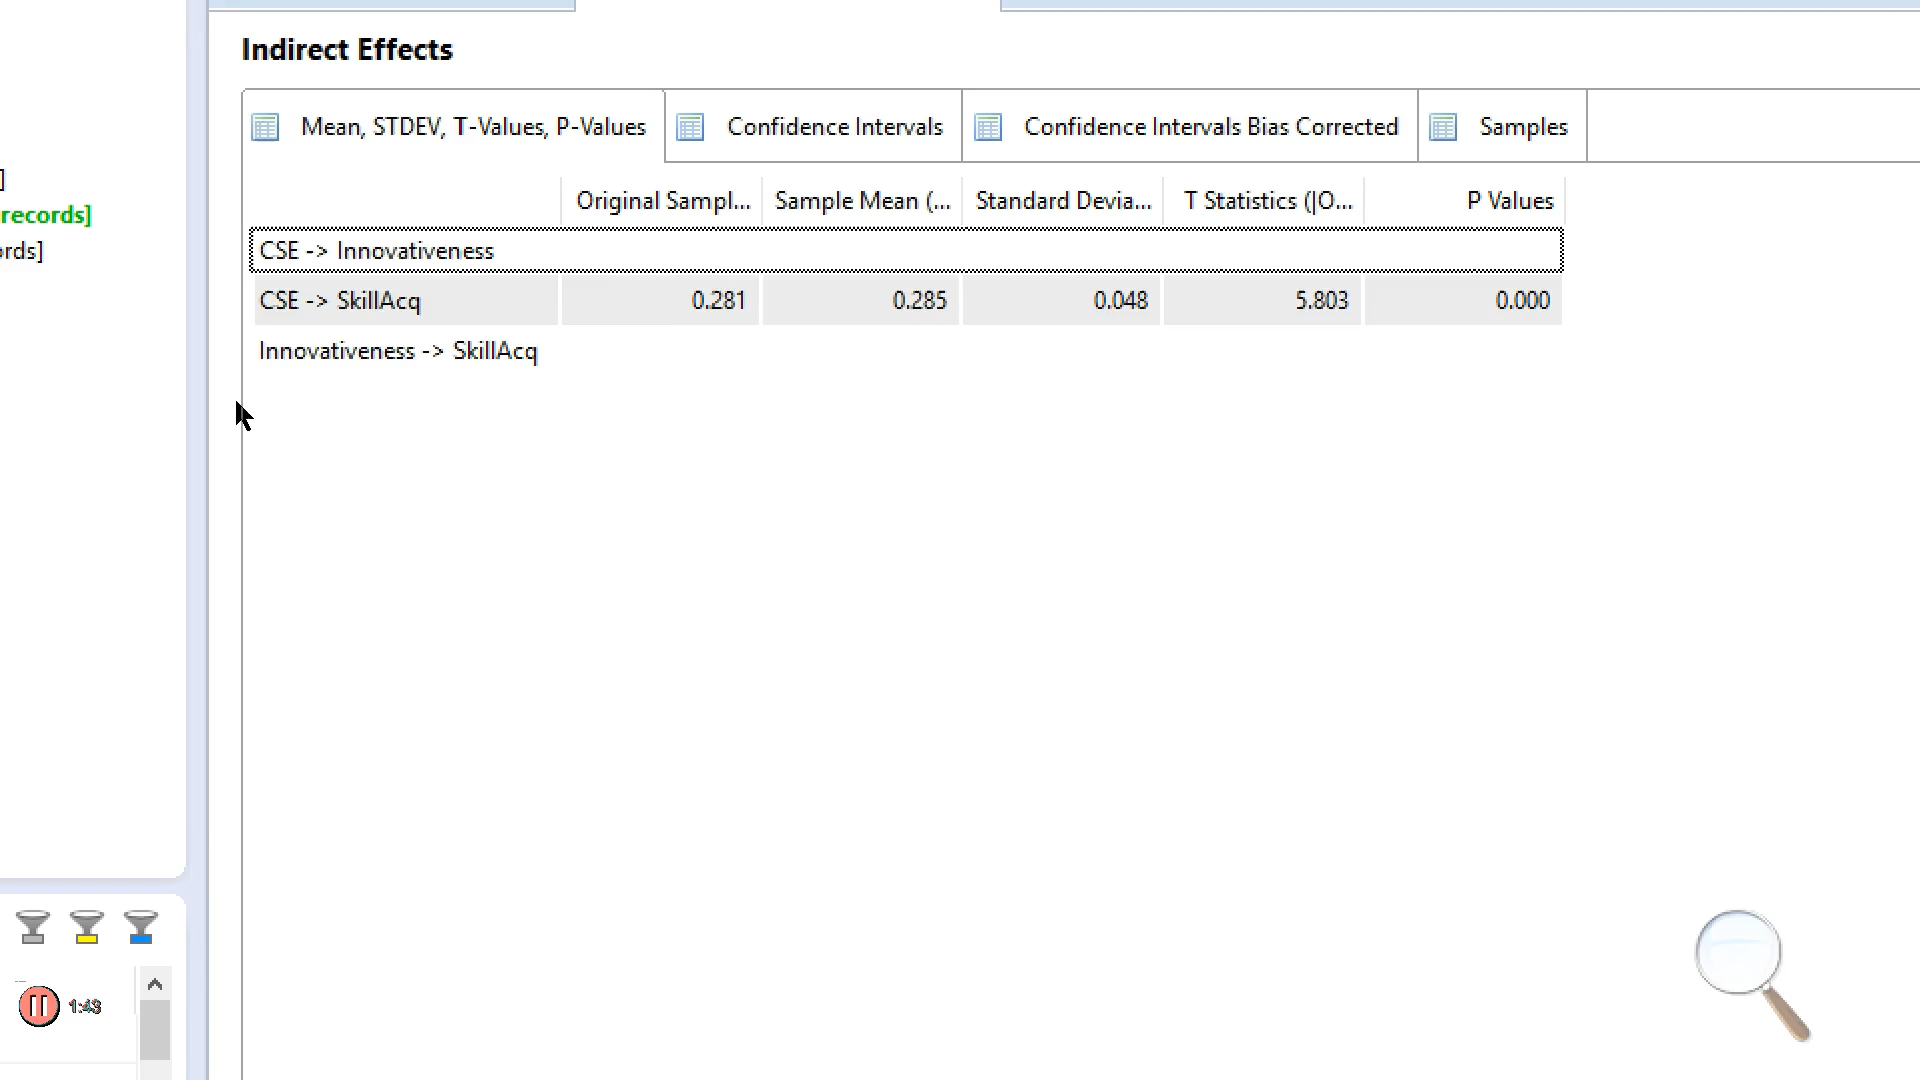 Indirect Effects
Mean, STDEV, T-Values, P-Values Confidence Intervals Confidence Intervals Bias Corrected Samples
Original Sampl... Sample Mean (... Standard Devia... T Statistics (|O... P Values
CSE -> Innovativeness
CSE -> SkillAcq 0.281 0.285 0.048 5.803 0.000
Innovativeness -> SkillAcq
]
records]
ords]
1:43